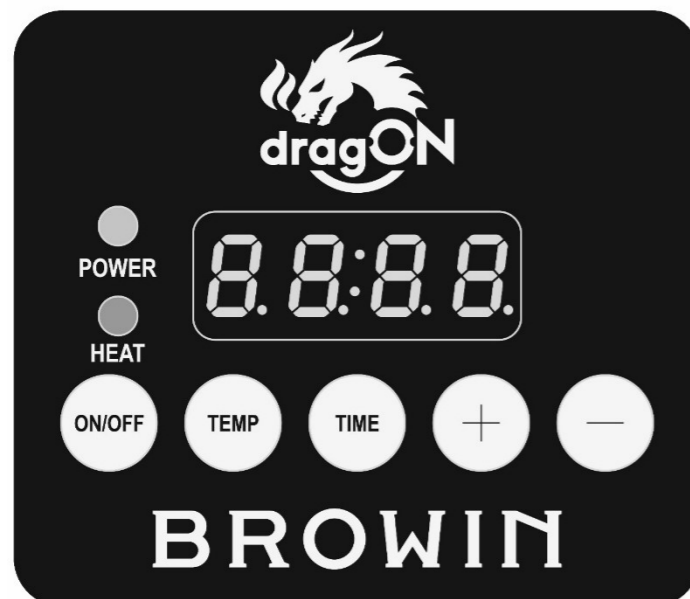 dragON
8.8:8.8.
POWER
HEAT
ON/OFF TEMP TIME + −
BROWIN